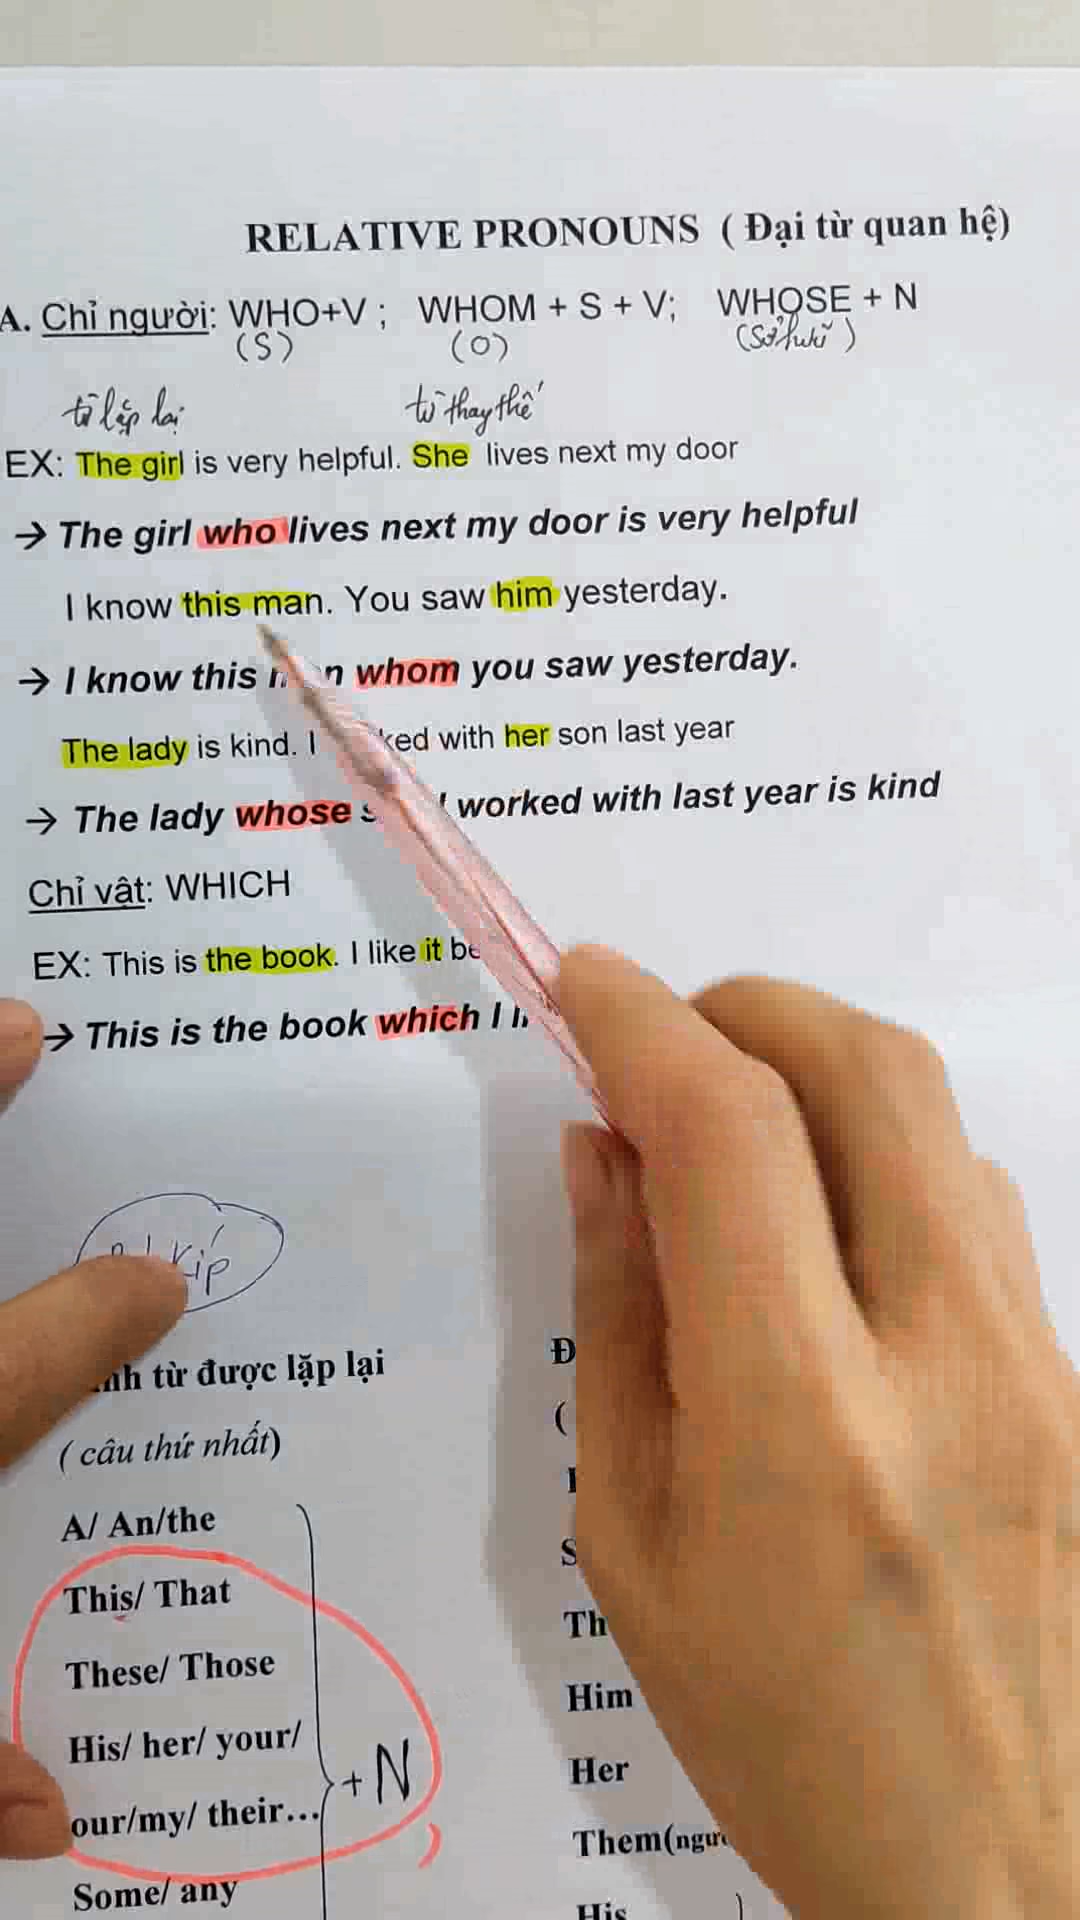 RELATIVE PRONOUNS ( Đại từ quan hệ)
A. Chỉ người: WHO+V ; WHOM + S + V; WHOSE + N
(S) (O) (Sở hữu)
từ lặp lại từ thay thế
EX: The girl is very helpful. She lives next my door
→ The girl who lives next my door is very helpful
I know this man. You saw him yesterday.
→ I know this whom you saw yesterday.
The lady is kind. I with her son last year
→ The lady whose I worked with last year is kind
Chỉ vật: WHICH
EX: This is the book. I like it
→ This is the book which I
kíp
từ được lặp lại
( câu thứ nhất)
A/ An/the
This/ That
These/ Those
His/ her/ your/
our/my/ their...
+ N
Some/ any
Him
Her
Them(
His